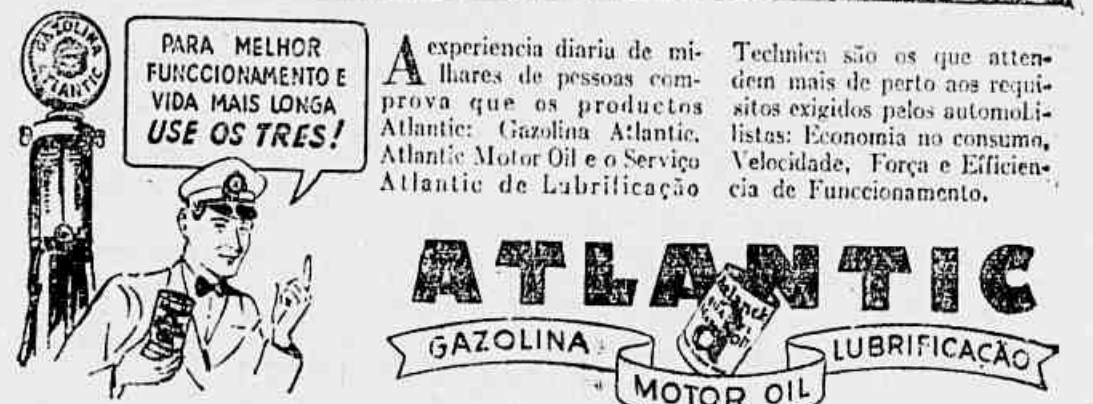 GAZOLINA
ATLANTIC
PARA MELHOR
FUNCCIONAMENTO E
VIDA MAIS LONGA
USE OS TRES!
A experiencia diaria de mi-
lhares de pessoas com-
prova que os productos
Atlantic: Gazolina Atlantic,
Atlantic Motor Oil e o Serviço
Atlantic de Lubrificação
Technica são os que atten-
dem mais de perto aos requi-
sitos exigidos pelos automobi-
listas: Economia no consumo,
Velocidade, Força e Efficien-
cia de Funccionamento.
ATLANTIC
GAZOLINA
MOTOR OIL
LUBRIFICAÇÃO